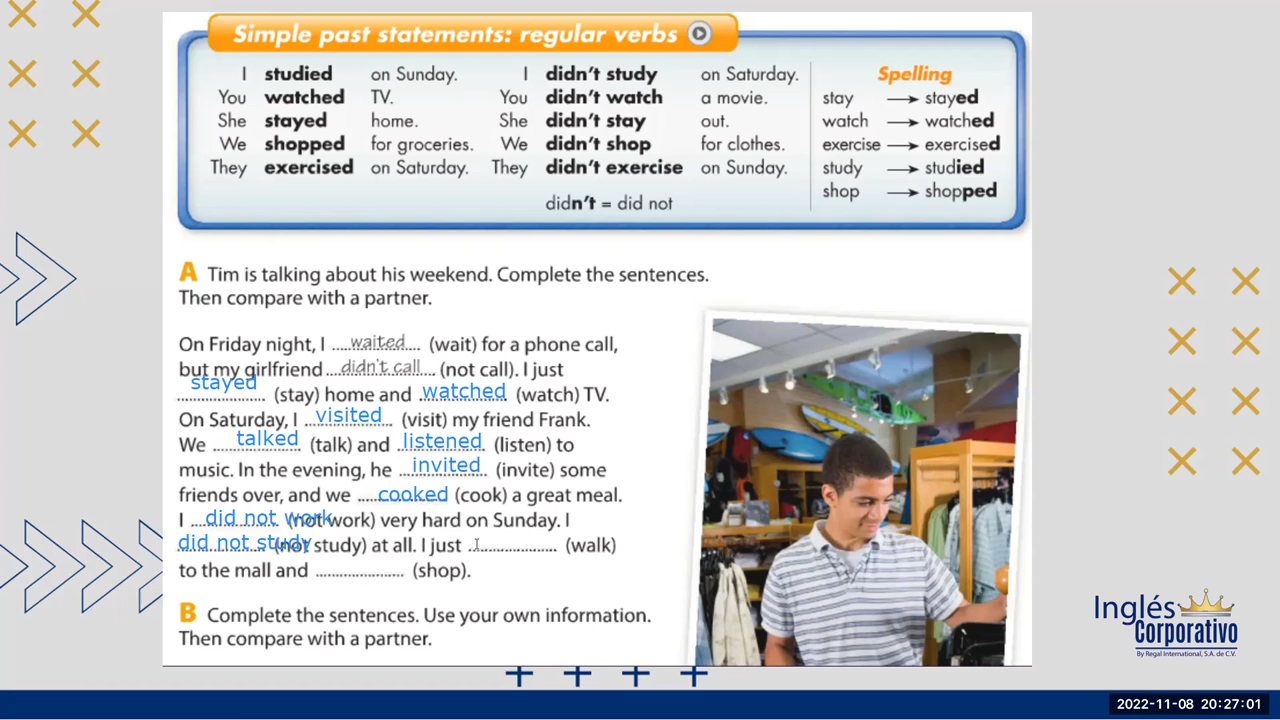 Simple past statements: regular verbs
I studied on Sunday. I didn't study on Saturday. Spelling
You watched TV. You didn't watch a movie. stay → stayed
She stayed home. She didn't stay out. watch → watched
We shopped for groceries. We didn't shop for clothes. exercise → exercised
They exercised on Saturday. They didn't exercise on Sunday. study → studied
shop → shopped
didn't = did not
A Tim is talking about his weekend. Complete the sentences.
Then compare with a partner.
On Friday night, I waited (wait) for a phone call,
but my girlfriend didn't call (not call). I just
stayed (stay) home and watched (watch) TV.
On Saturday, I visited (visit) my friend Frank.
We talked (talk) and listened (listen) to
music. In the evening, he invited (invite) some
friends over, and we cooked (cook) a great meal.
I did not work (not work) very hard on Sunday. I
did not study (not study) at all. I just .................... (walk)
to the mall and .................... (shop).
B Complete the sentences. Use your own information.
Then compare with a partner.
Inglés
Corporativo
By Regal International, S.A. de C.V.
2022-11-08 20:27:01